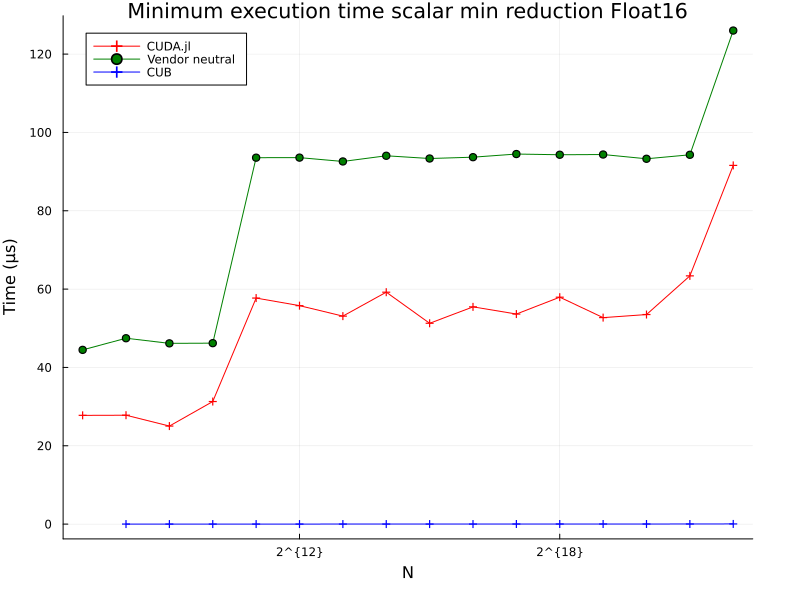 Minimum execution time scalar min reduction Float16
CUDA.jl
Vendor neutral
CUB
120
100
80
60
40
20
0
Time (μs)
2^{12}
2^{18}
N